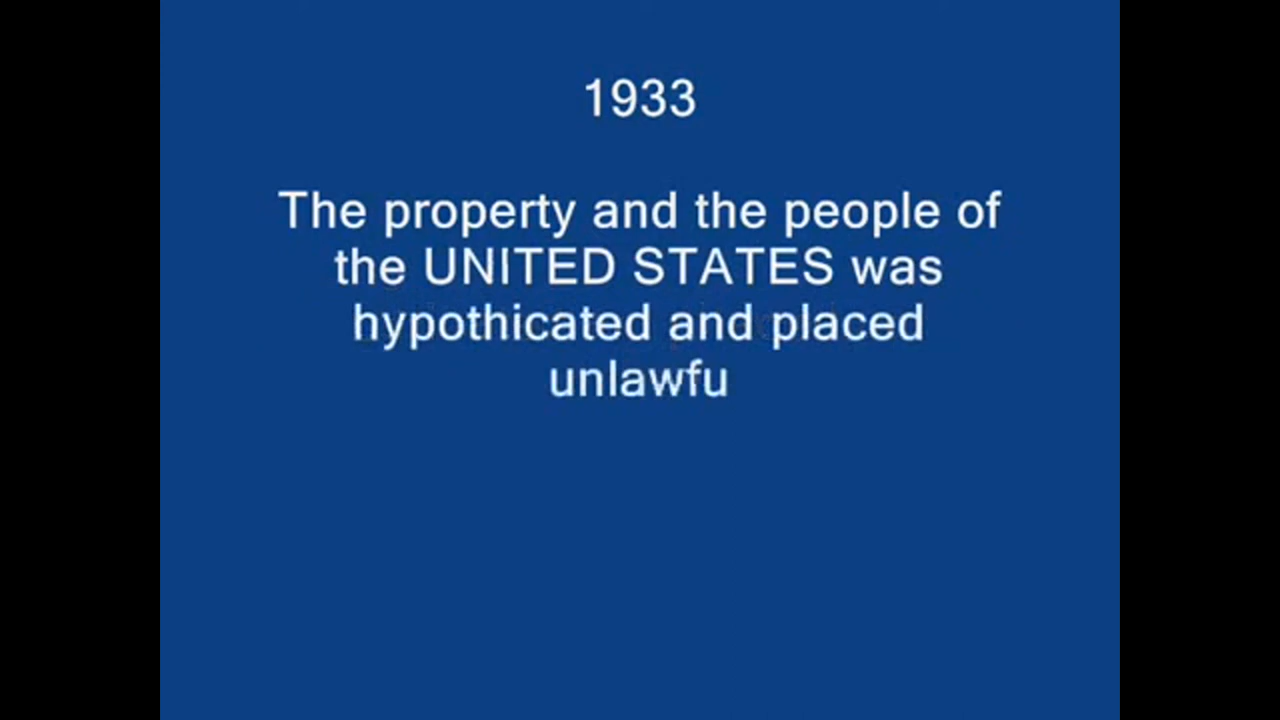 1933
The property and the people of
the UNITED STATES was
hypothicated and placed
unlawfu